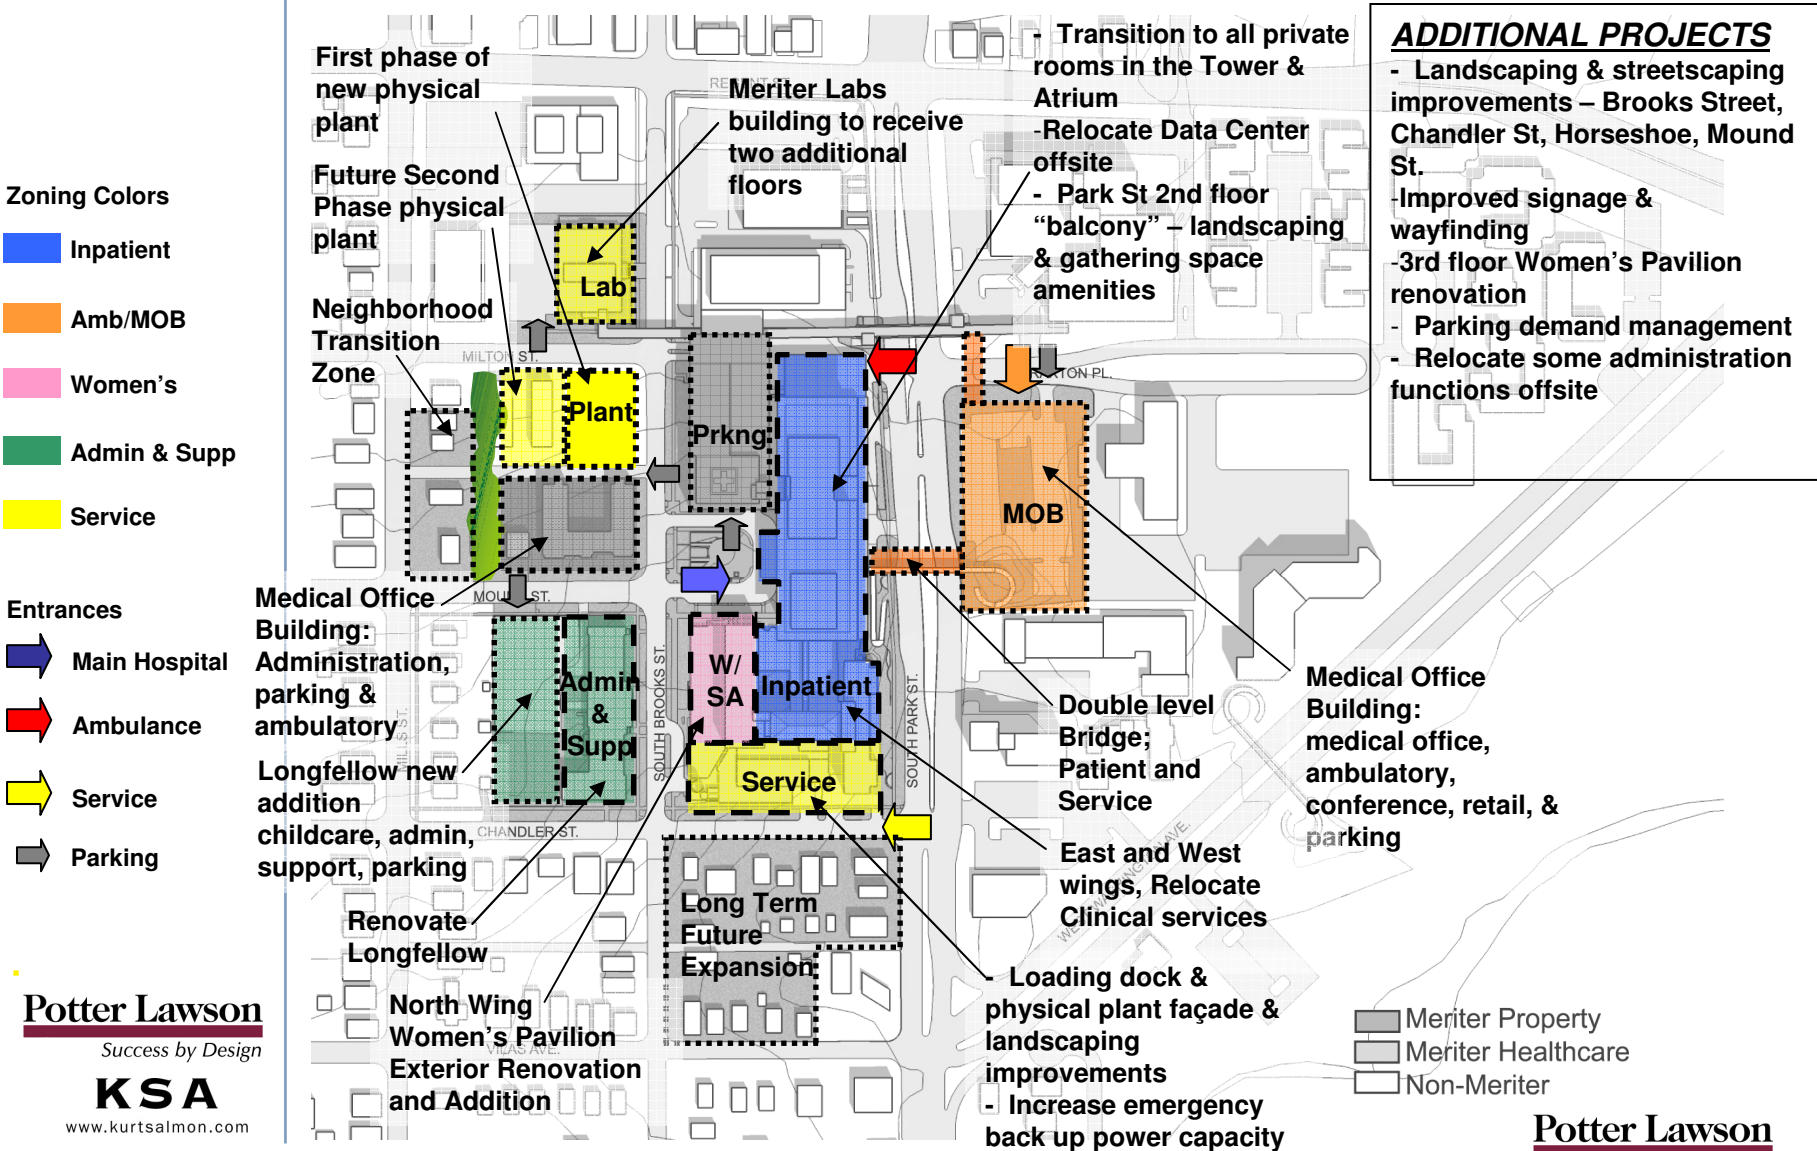 Zoning Colors
Inpatient
Amb/MOB
Women's
Admin & Supp
Service
Entrances
Main Hospital
Ambulance
Service
Parking
Potter Lawson
Success by Design
KSA
www.kurtsalmon.com
First phase of
new physical
plant
Future Second
Phase physical
plant
Neighborhood
Transition
Zone
Medical Office
Building:
Administration,
parking &
ambulatory
Longfellow new
addition
childcare, admin,
support, parking
Renovate
Longfellow
North Wing
Women's Pavilion
Exterior Renovation
and Addition
Meriter Labs
building to receive
two additional
floors
- Transition to all private
rooms in the Tower &
Atrium
-Relocate Data Center
offsite
- Park St 2nd floor
“balcony” – landscaping
& gathering space
amenities
ADDITIONAL PROJECTS
- Landscaping & streetscaping
improvements – Brooks Street,
Chandler St, Horseshoe, Mound
St.
-Improved signage &
wayfinding
-3rd floor Women's Pavilion
renovation
- Parking demand management
- Relocate some administration
functions offsite
Lab
Plant
Prkng
MOB
W/
SA
Inpatient
Admin
&
Supp
Service
Long Term
Future
Expansion
MILTON ST.
CHANDLER ST.
VILAS AVE.
SOUTH BROOKS ST.
SOUTH PARK ST.
Double level
Bridge;
Patient and
Service
East and West
wings, Relocate
Clinical services
- Loading dock &
physical plant façade &
landscaping
improvements
- Increase emergency
back up power capacity
Medical Office
Building:
medical office,
ambulatory,
conference, retail, &
parking
Meriter Property
Meriter Healthcare
Non-Meriter
Potter Lawson